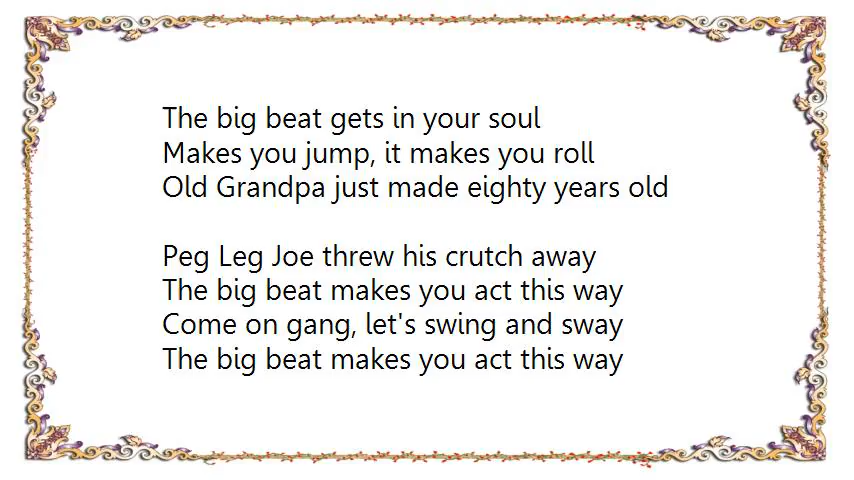 The big beat gets in your soul
Makes you jump, it makes you roll
Old Grandpa just made eighty years old
Peg Leg Joe threw his crutch away
The big beat makes you act this way
Come on gang, let's swing and sway
The big beat makes you act this way